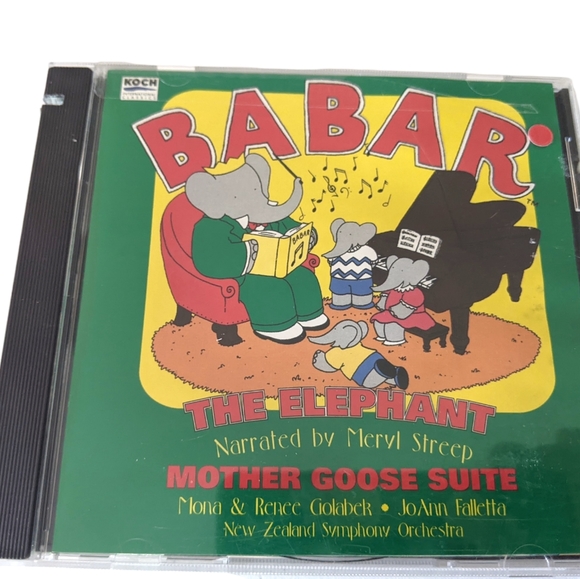 KOCH
BABAR
TM
BABAR
THE ELEPHANT
Narrated by Meryl Streep
MOTHER GOOSE SUITE
Mona & Renee Golabek • JoAnn Falletta
New Zealand Symphony Orchestra